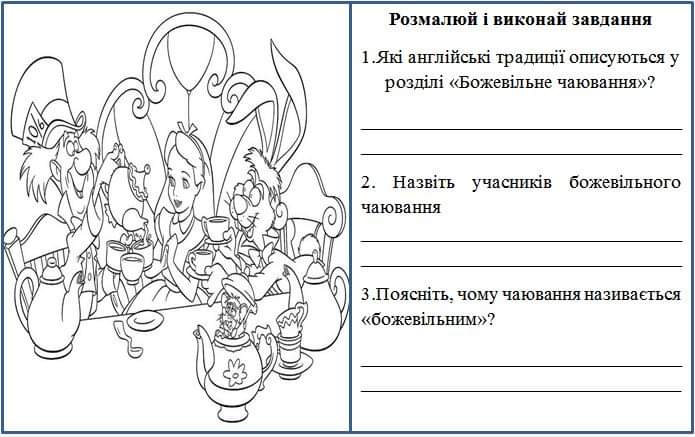 Розмалюй і виконай завдання
1.Які англійські традиції описуються у
розділі «Божевільне чаювання»?
2. Назвіть учасників божевільного
чаювання
3.Поясніть, чому чаювання називається
«божевільним»?